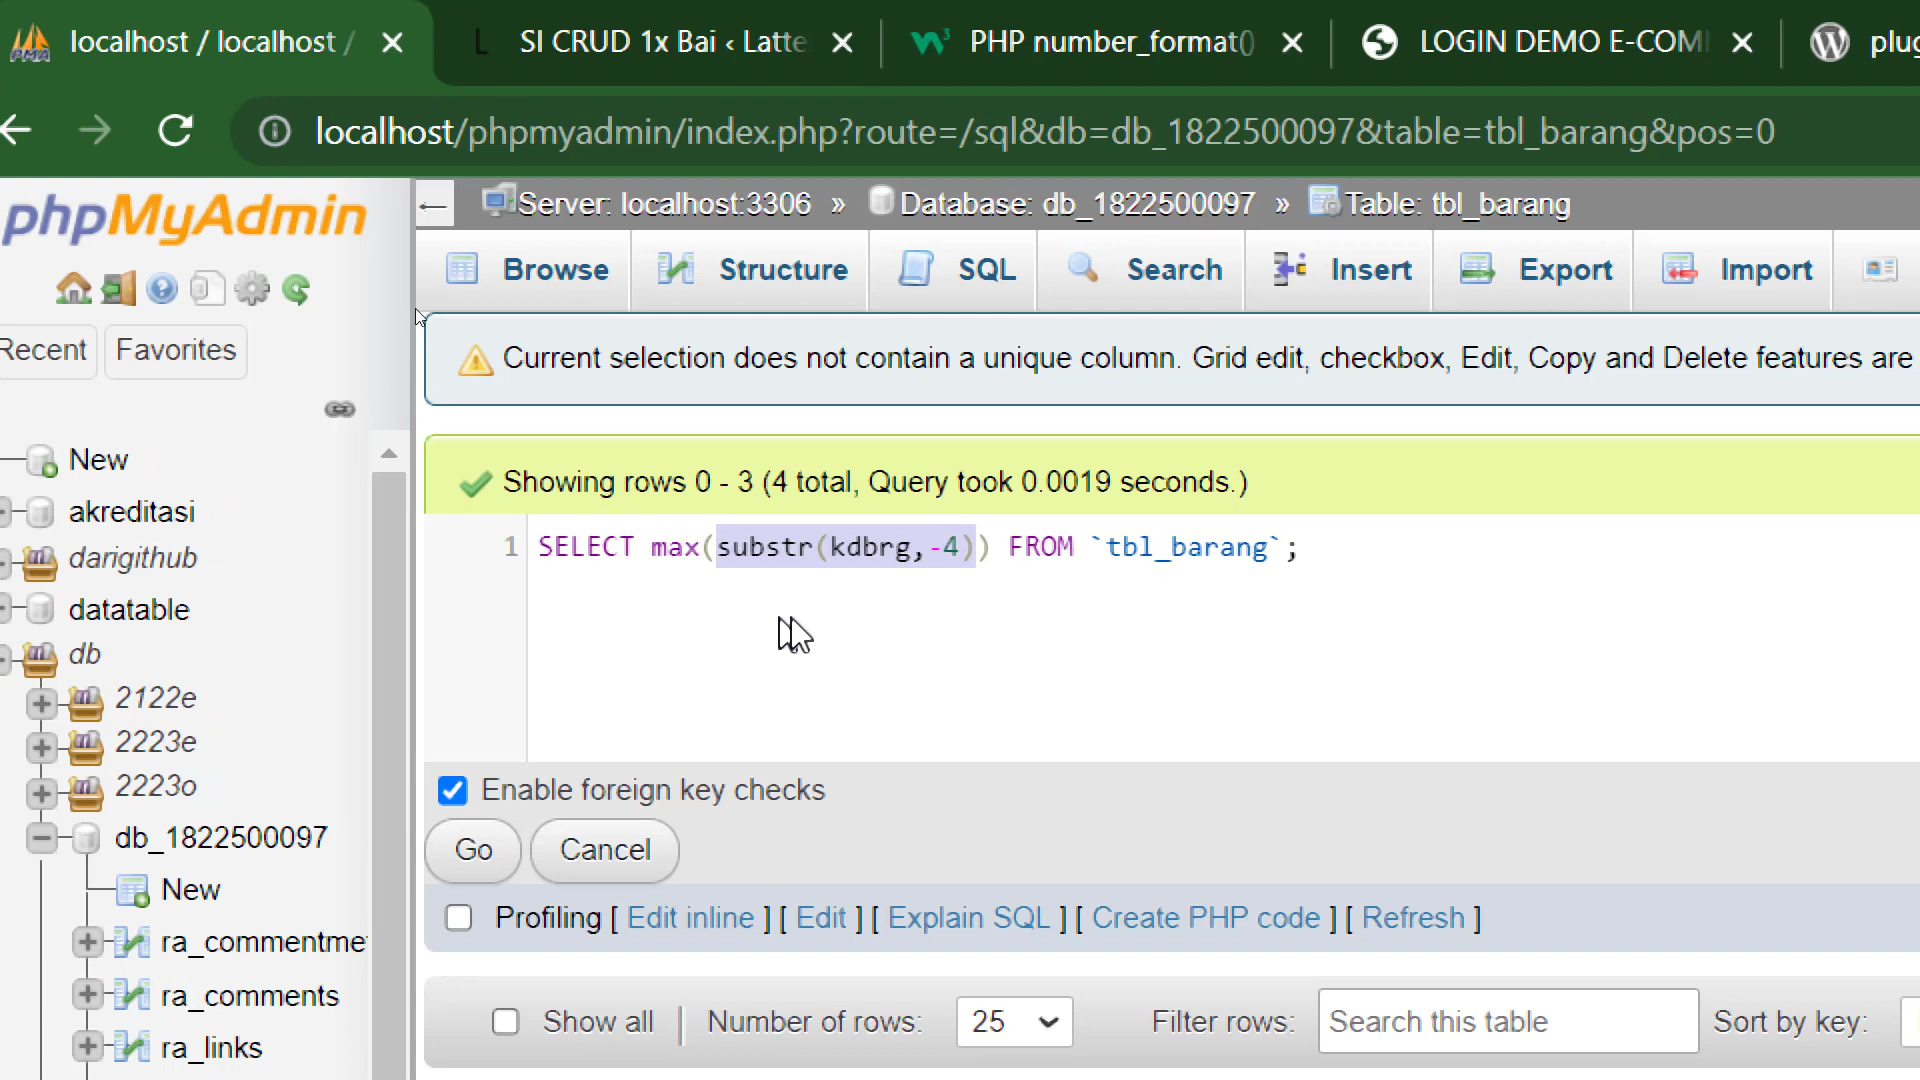 localhost / localhost /
SI CRUD 1x Bai ‹ Latte
PHP number_format()
LOGIN DEMO E-COM
plug
localhost/phpmyadmin/index.php?route=/sql&db=db_1822500097&table=tbl_barang&pos=0
phpMyAdmin
Recent
Favorites
Server: localhost:3306 » Database: db_1822500097 » Table: tbl_barang
Browse
Structure
SQL
Search
Insert
Export
Import
Current selection does not contain a unique column. Grid edit, checkbox, Edit, Copy and Delete features are
Showing rows 0 - 3 (4 total, Query took 0.0019 seconds.)
1 SELECT max(substr(kdbrg,-4)) FROM `tbl_barang`;
Enable foreign key checks
Go
Cancel
Profiling [ Edit inline ] [ Edit ] [ Explain SQL ] [ Create PHP code ] [ Refresh ]
Show all
Number of rows:
25
Filter rows:
Search this table
Sort by key:
New
akreditasi
darigithub
datatable
db
2122e
2223e
2223o
db_1822500097
New
ra_commentme
ra_comments
ra_links